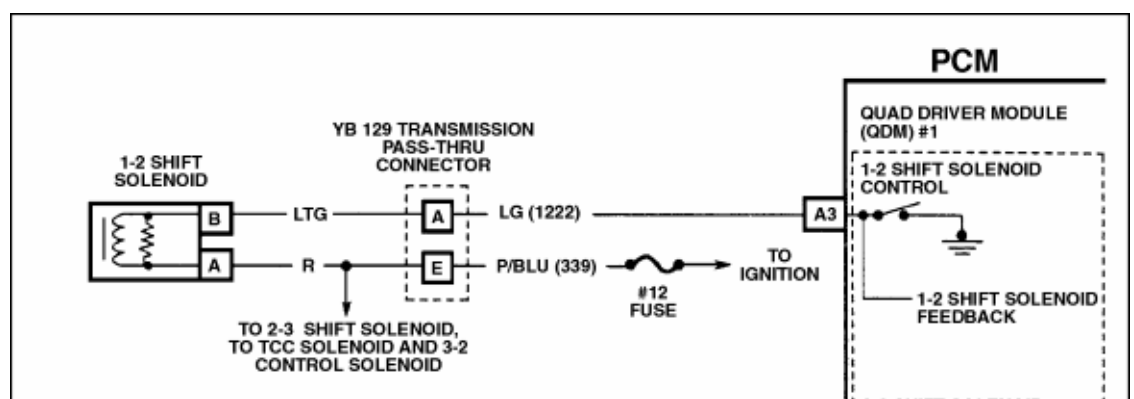 PCM
QUAD DRIVER MODULE
(QDM) #1
YB 129 TRANSMISSION
PASS-THRU
CONNECTOR
1-2 SHIFT
SOLENOID
1-2 SHIFT SOLENOID
CONTROL
B
LTG
A
LG (1222)
A3
A
R
E
P/BLU (339)
TO
IGNITION
#12
FUSE
1-2 SHIFT SOLENOID
FEEDBACK
TO 2-3 SHIFT SOLENOID,
TO TCC SOLENOID AND 3-2
CONTROL SOLENOID